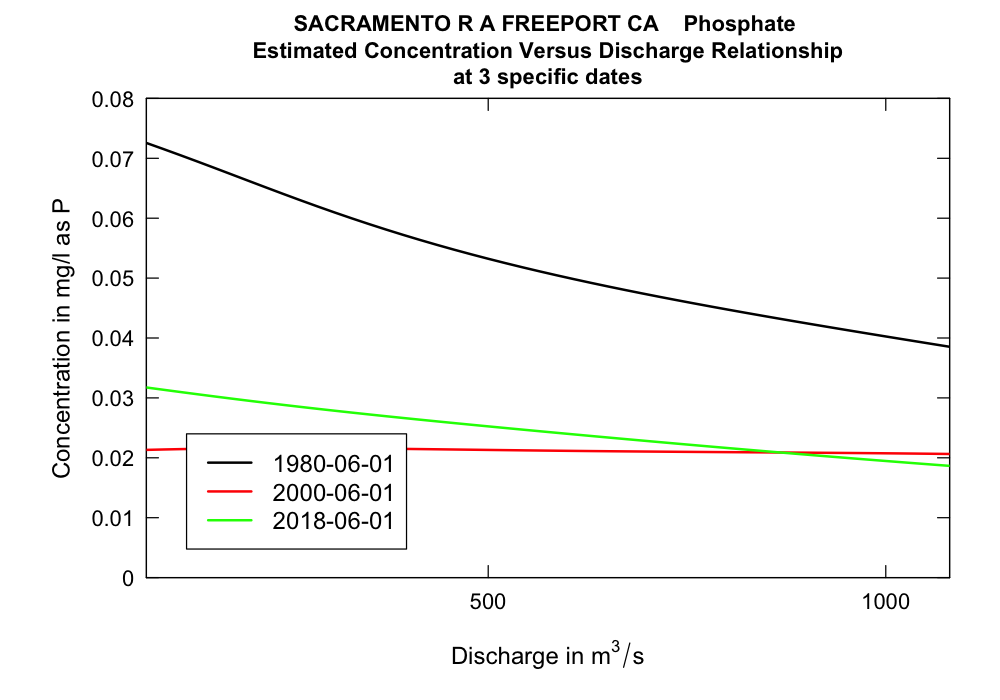 SACRAMENTO R A FREEPORT CA Phosphate
Estimated Concentration Versus Discharge Relationship
at 3 specific dates
0.08
0.07
0.06
0.05
0.04
0.03
0.02
0.01
0
Concentration in mg/l as P
1980-06-01
2000-06-01
2018-06-01
500 1000
Discharge in m³/s